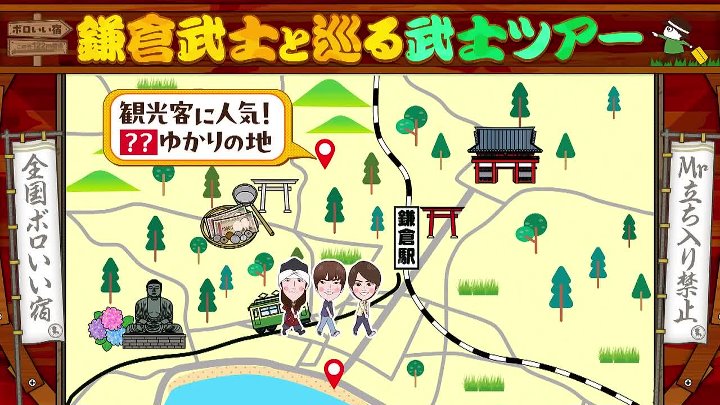 ボロいい宿
鎌倉武士と巡る武士ツアー
観光客に人気!
??ゆかりの地
鎌倉駅
全国ボロいい宿
Mr立ち入り禁止